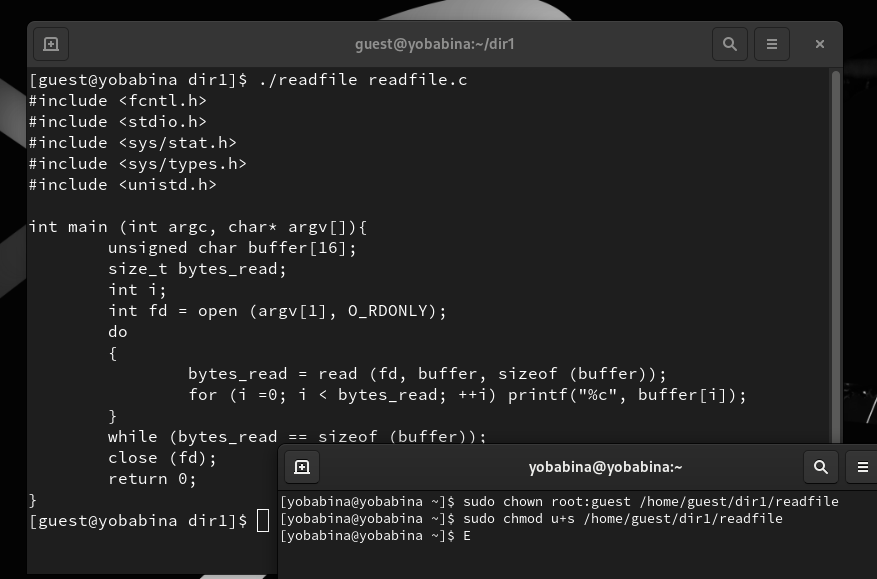 guest@yobabina:~/dir1
[guest@yobabina dir1]$ ./readfile readfile.c
#include <fcntl.h>
#include <stdio.h>
#include <sys/stat.h>
#include <sys/types.h>
#include <unistd.h>
int main (int argc, char* argv[]){
unsigned char buffer[16];
size_t bytes_read;
int i;
int fd = open (argv[1], O_RDONLY);
do
{
bytes_read = read (fd, buffer, sizeof (buffer));
for (i =0; i < bytes_read; ++i) printf("%c", buffer[i]);
}
while (bytes_read == sizeof (buffer));
close (fd);
return 0;
}
[guest@yobabina dir1]$
yobabina@yobabina:~
[yobabina@yobabina ~]$ sudo chown root:guest /home/guest/dir1/readfile
[yobabina@yobabina ~]$ sudo chmod u+s /home/guest/dir1/readfile
[yobabina@yobabina ~]$ E